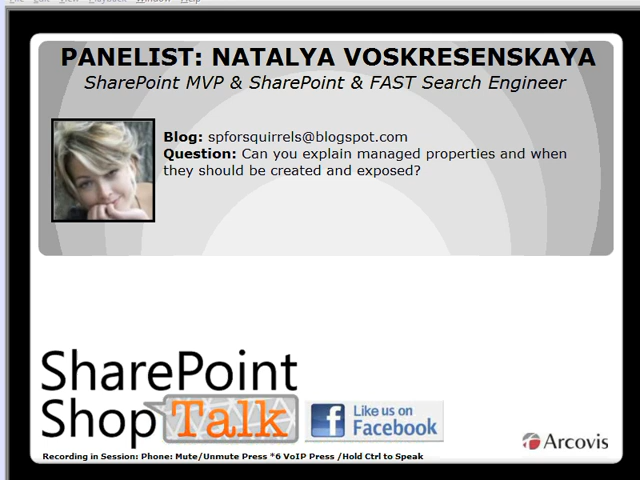 PANELIST: NATALYA VOSKRESENSKAYA
SharePoint MVP & SharePoint & FAST Search Engineer
Blog: spforsquirrels@blogspot.com
Question: Can you explain managed properties and when
they should be created and exposed?
SharePoint
Shop Talk
Like us on
Facebook
Arcovis
Recording in Session: Phone: Mute/Unmute Press *6 VoIP Press /Hold Ctrl to Speak